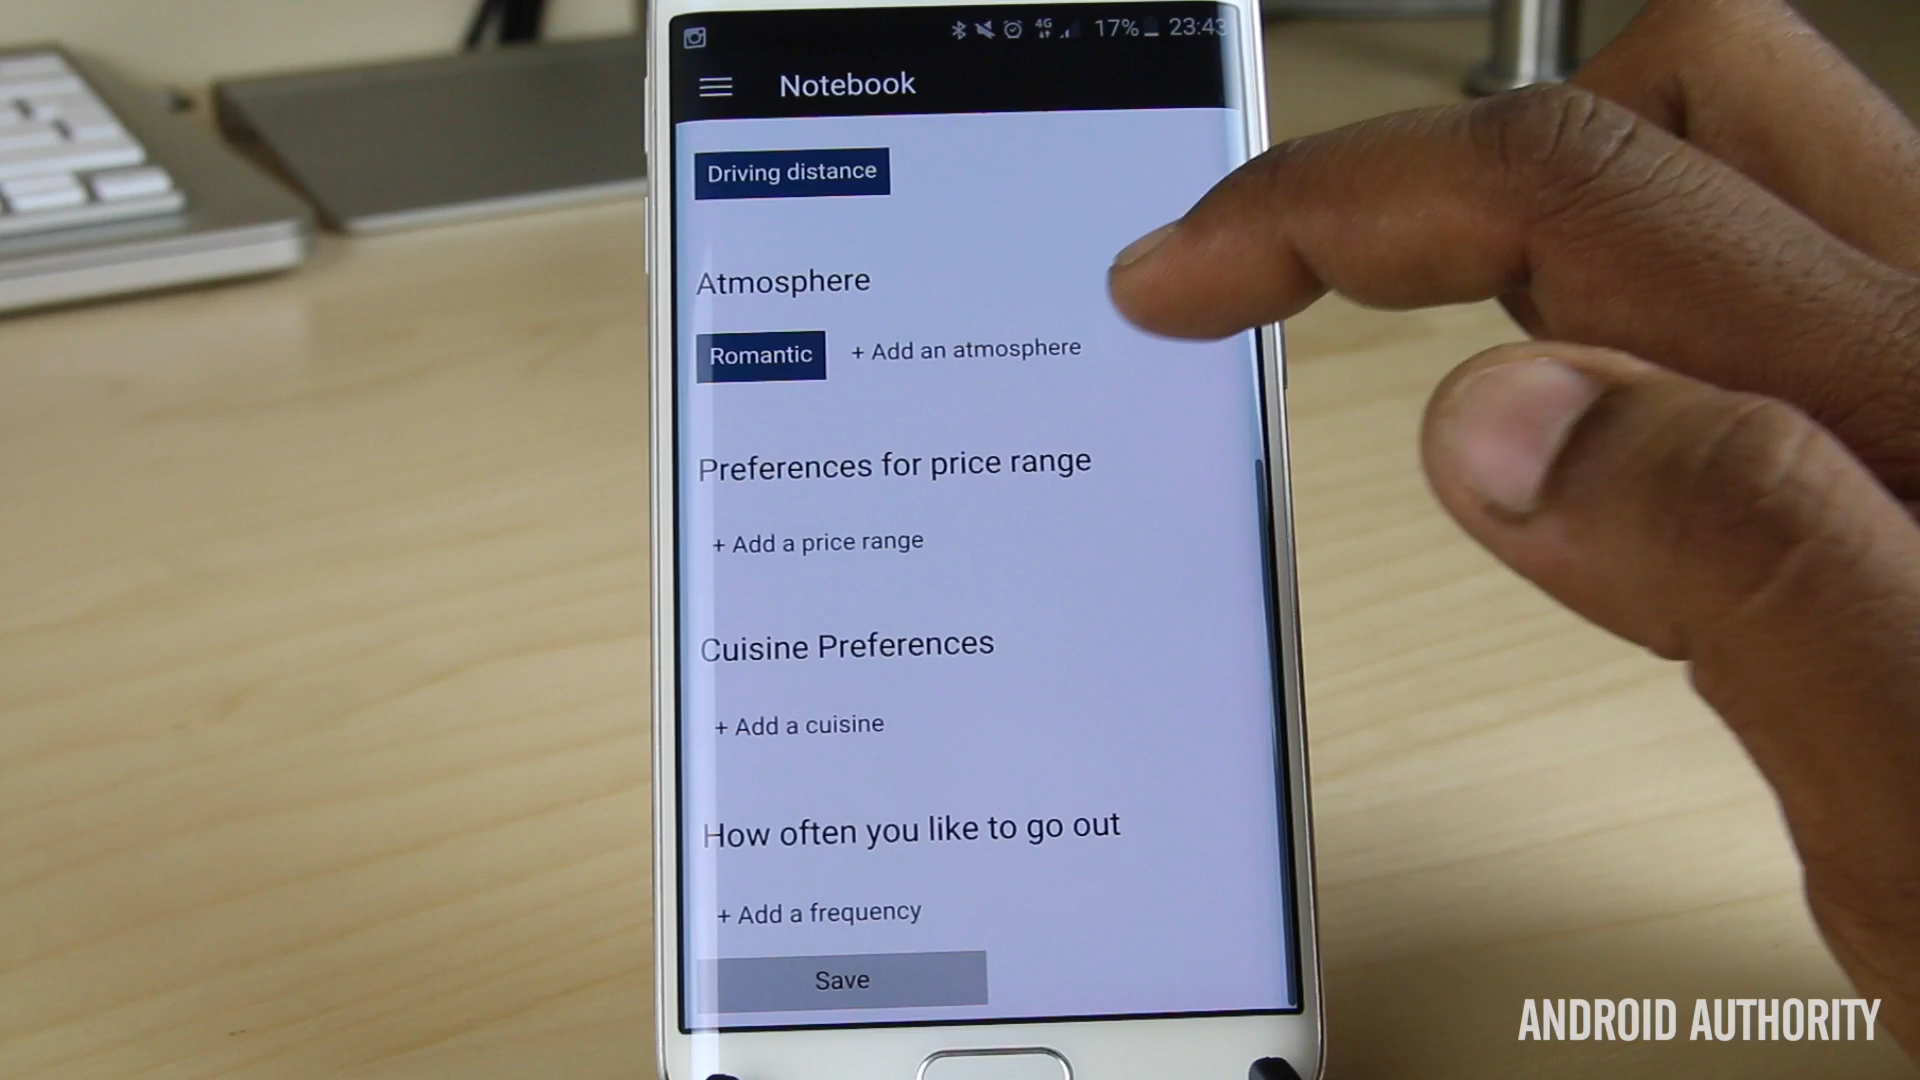 4G 17% 23:43
Notebook
Driving distance
Atmosphere
Romantic + Add an atmosphere
Preferences for price range
+ Add a price range
Cuisine Preferences
+ Add a cuisine
How often you like to go out
+ Add a frequency
Save
ANDROID AUTHORITY